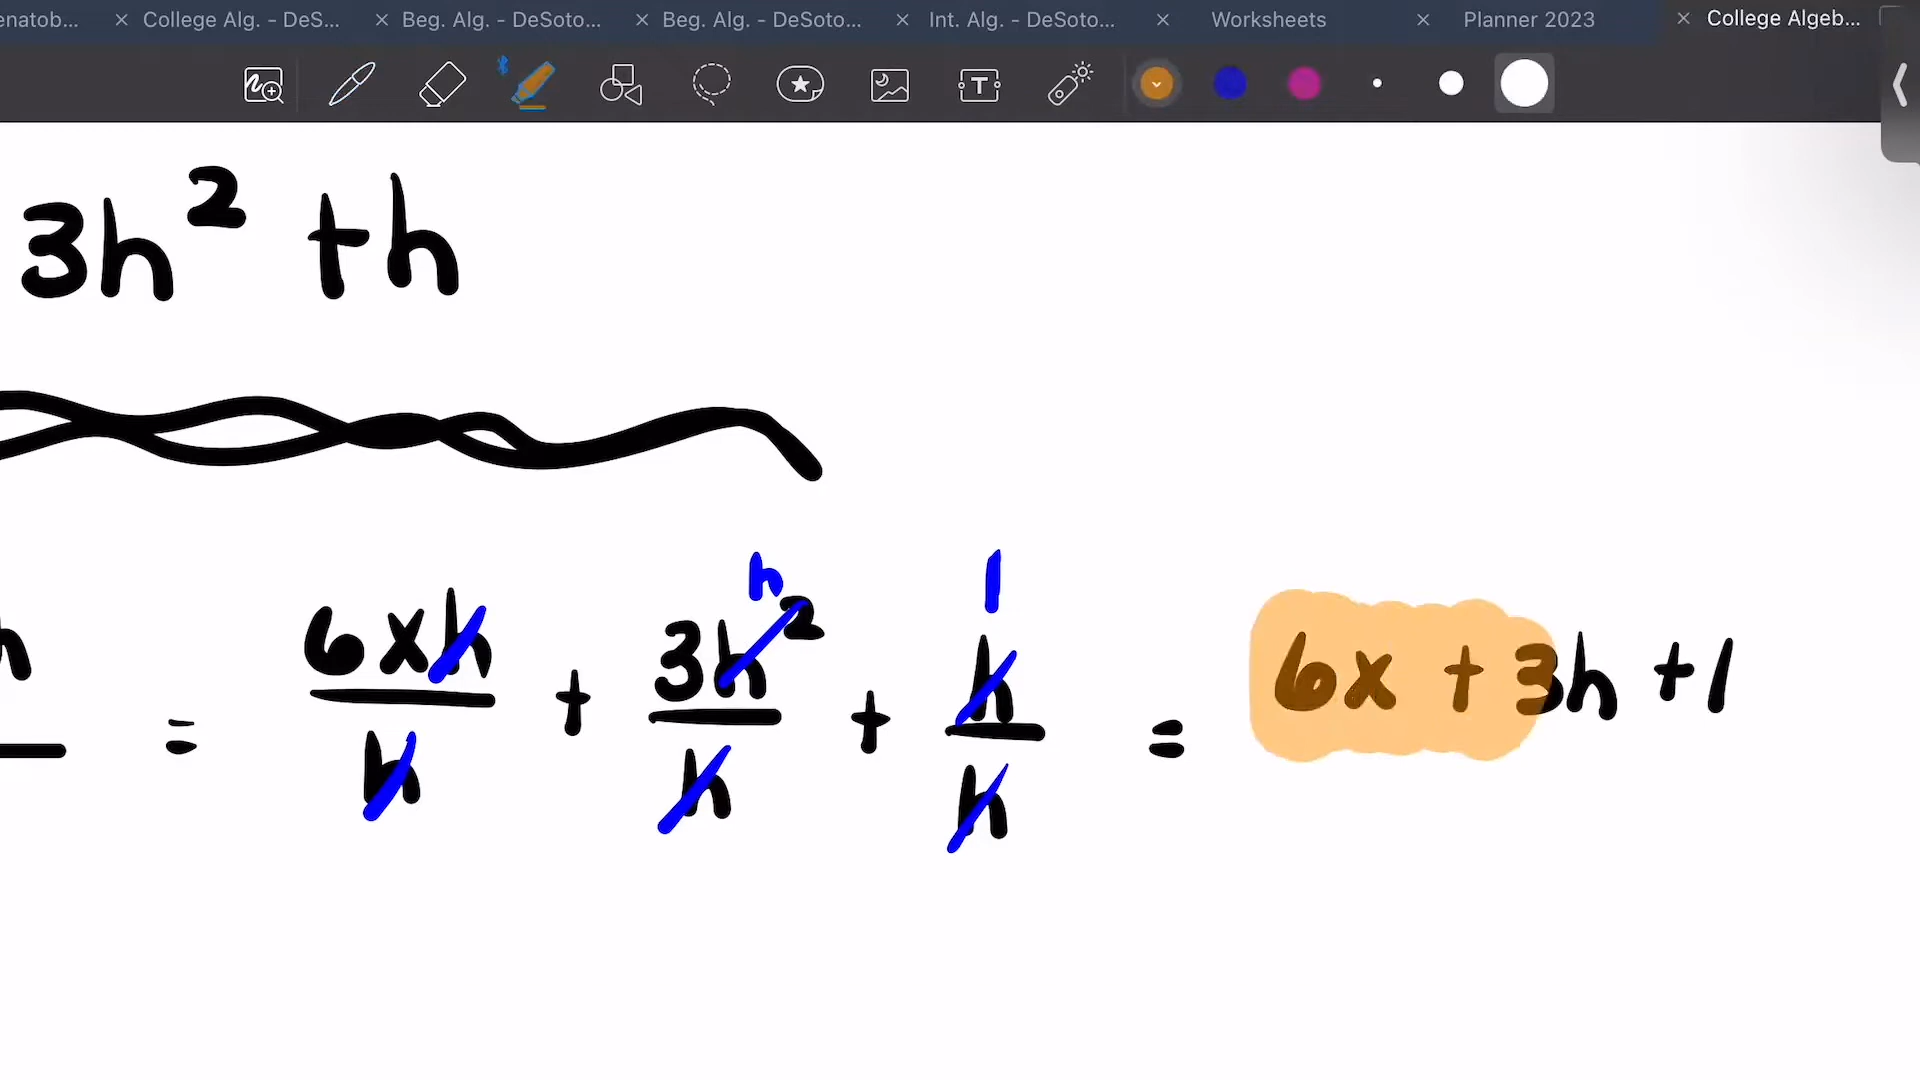 enatob... × College Alg. - DeS... × Beg. Alg. - DeSoto... × Beg. Alg. - DeSoto... × Int. Alg. - DeSoto... × Worksheets × Planner 2023 × College Algeb...
T
3h² + h
h 1
h = 6xh/h + 3h²/h + h/h = 6x + 3h + 1